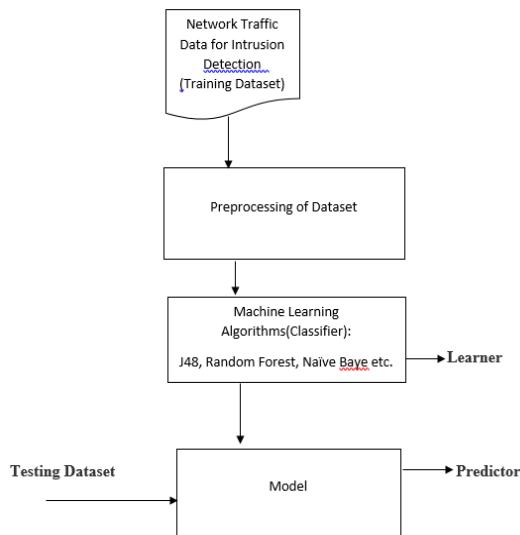 Network Traffic
Data for Intrusion
Detection
(Training Dataset)
Preprocessing of Dataset
Machine Learning
Algorithms(Classifier):
J48, Random Forest, Naïve Baye etc.
Learner
Testing Dataset
Model
Predictor